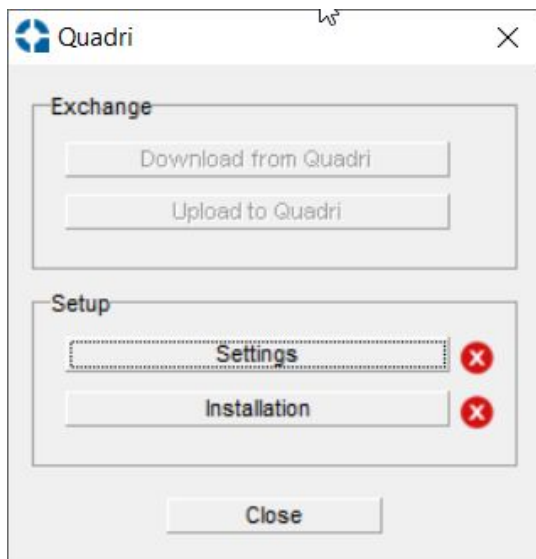 Quadri
Exchange
Download from Quadri
Upload to Quadri
Setup
Settings
Installation
Close